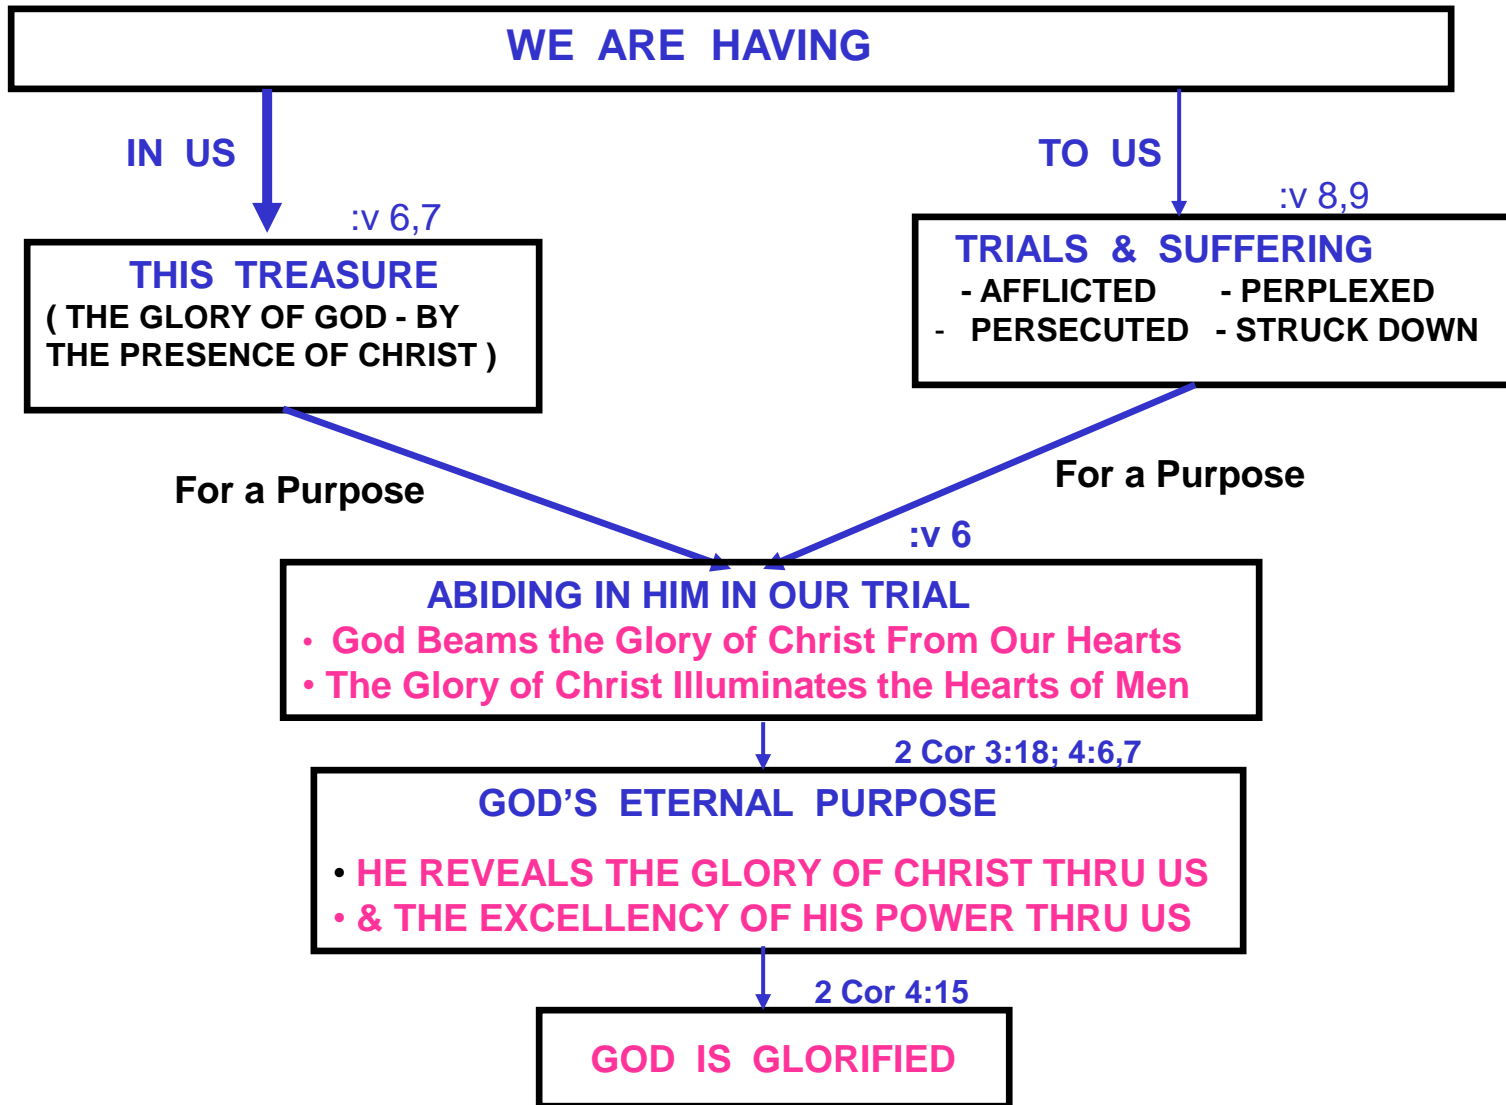 WE ARE HAVING
IN US
TO US
:v 6,7
:v 8,9
THIS TREASURE
( THE GLORY OF GOD - BY
THE PRESENCE OF CHRIST )
TRIALS & SUFFERING
- AFFLICTED - PERPLEXED
- PERSECUTED - STRUCK DOWN
For a Purpose
For a Purpose
:v 6
ABIDING IN HIM IN OUR TRIAL
• God Beams the Glory of Christ From Our Hearts
• The Glory of Christ Illuminates the Hearts of Men
2 Cor 3:18; 4:6,7
GOD’S ETERNAL PURPOSE
• HE REVEALS THE GLORY OF CHRIST THRU US
• & THE EXCELLENCY OF HIS POWER THRU US
2 Cor 4:15
GOD IS GLORIFIED